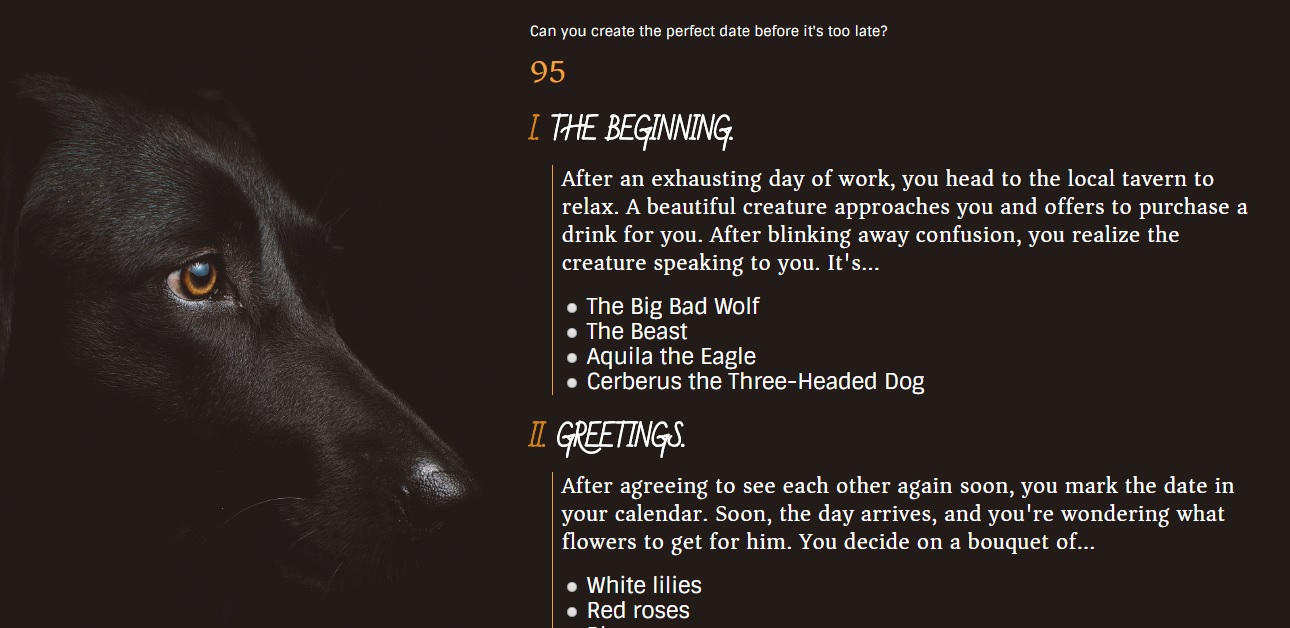 Can you create the perfect date before it's too late?
95
I. THE BEGINNING.
After an exhausting day of work, you head to the local tavern to
relax. A beautiful creature approaches you and offers to purchase a
drink for you. After blinking away confusion, you realize the
creature speaking to you. It's...
The Big Bad Wolf
The Beast
Aquila the Eagle
Cerberus the Three-Headed Dog
II. GREETINGS.
After agreeing to see each other again soon, you mark the date in
your calendar. Soon, the day arrives, and you're wondering what
flowers to get for him. You decide on a bouquet of...
White lilies
Red roses